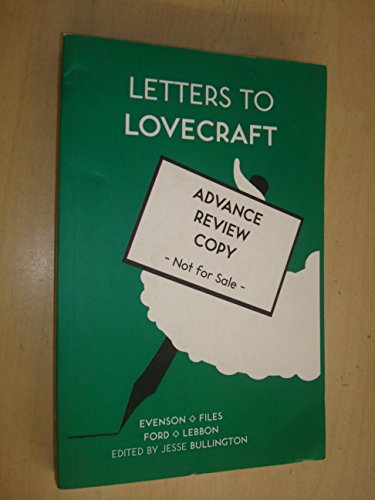 LETTERS TO
LOVECRAFT
ADVANCE
REVIEW
COPY
- Not for Sale -
EVENSON ◇ FILES
FORD ◇ LEBBON
EDITED BY JESSE BULLINGTON